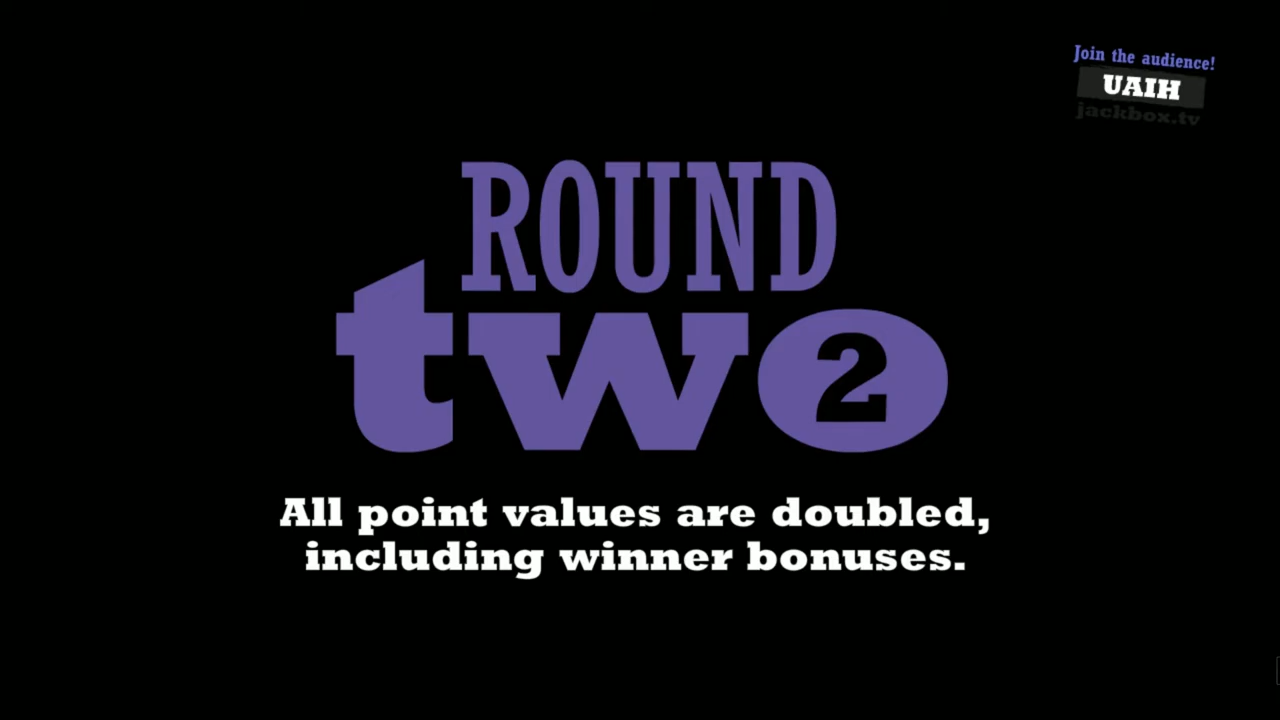 Join the audience!
UAIH
jackbox.tv
ROUND
two 2
All point values are doubled,
including winner bonuses.